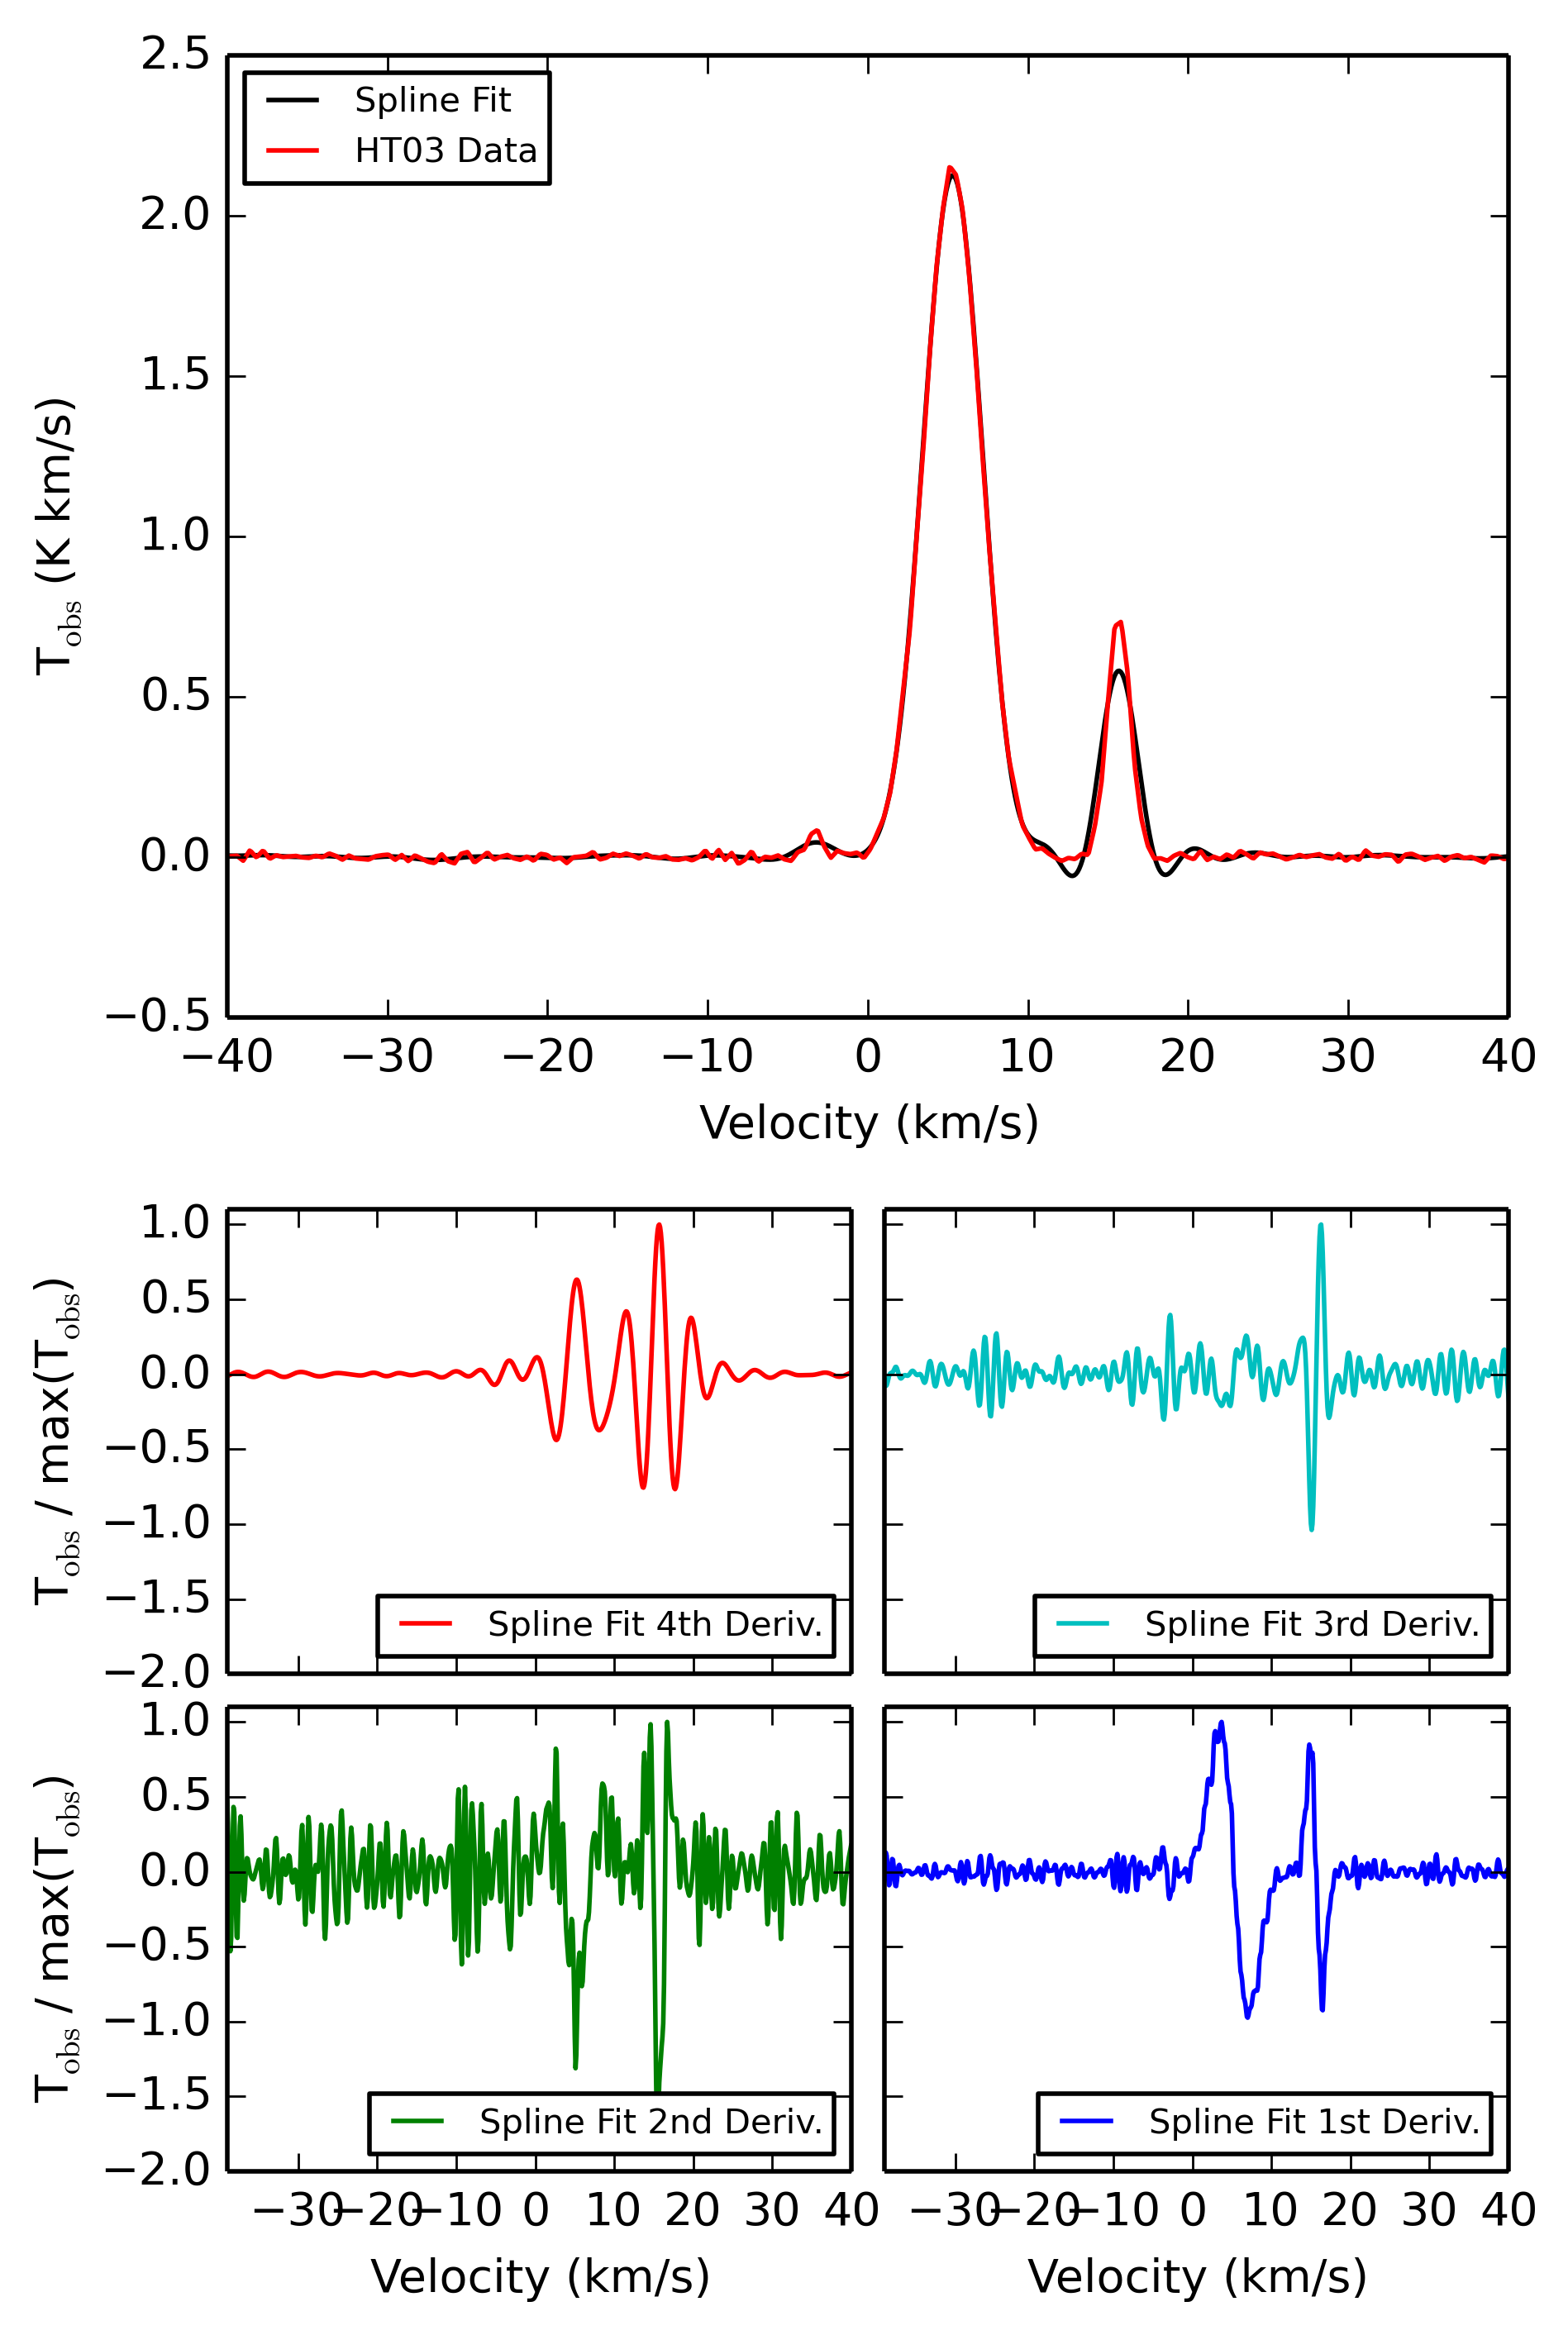 2.5
2.0
1.5
1.0
0.5
0.0
−0.5
T_obs (K km/s)
Spline Fit
HT03 Data
−40 −30 −20 −10 0 10 20 30 40
Velocity (km/s)
1.0
0.5
0.0
−0.5
−1.0
−1.5
−2.0
T_obs / max(T_obs)
Spline Fit 4th Deriv.
Spline Fit 3rd Deriv.
1.0
0.5
0.0
−0.5
−1.0
−1.5
−2.0
T_obs / max(T_obs)
Spline Fit 2nd Deriv.
Spline Fit 1st Deriv.
−30 −20 −10 0 10 20 30 40
−30 −20 −10 0 10 20 30 40
Velocity (km/s)
Velocity (km/s)